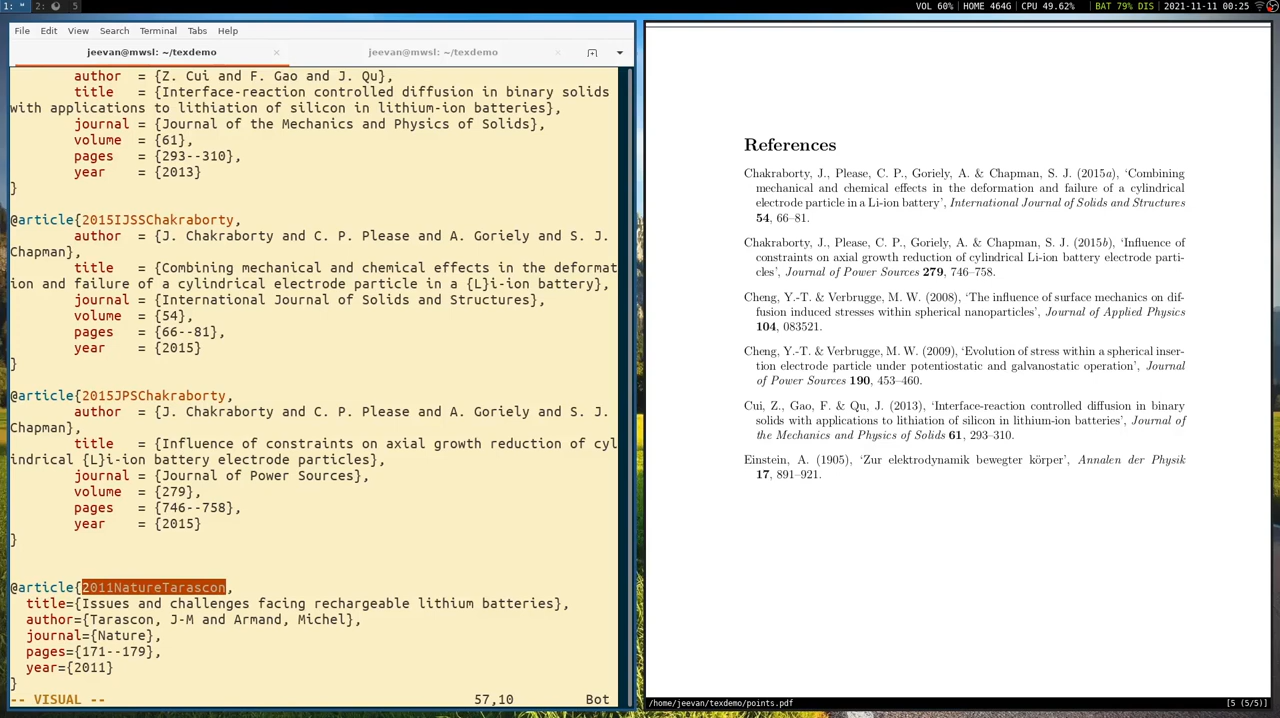 1: 2: 5 VOL 60% | HOME 464G | CPU 49.62% | BAT 79% DIS | 2021-11-11 00:25
File Edit View Search Terminal Tabs Help
jeevan@mwsl: ~/texdemo × jeevan@mwsl: ~/texdemo ×
author = {Z. Cui and F. Gao and J. Qu},
title = {Interface-reaction controlled diffusion in binary solids
with applications to lithiation of silicon in lithium-ion batteries},
journal = {Journal of the Mechanics and Physics of Solids},
volume = {61},
pages = {293--310},
year = {2013}
}
@article{2015IJSSChakraborty,
author = {J. Chakraborty and C. P. Please and A. Goriely and S. J.
Chapman},
title = {Combining mechanical and chemical effects in the deformat
ion and failure of a cylindrical electrode particle in a {L}i-ion battery},
journal = {International Journal of Solids and Structures},
volume = {54},
pages = {66--81},
year = {2015}
}
@article{2015JPSChakraborty,
author = {J. Chakraborty and C. P. Please and A. Goriely and S. J.
Chapman},
title = {Influence of constraints on axial growth reduction of cyl
indrical {L}i-ion battery electrode particles},
journal = {Journal of Power Sources},
volume = {279},
pages = {746--758},
year = {2015}
}
@article{2011NatureTarascon,
title={Issues and challenges facing rechargeable lithium batteries},
author={Tarascon, J-M and Armand, Michel},
journal={Nature},
pages={171--179},
year={2011}
}
-- VISUAL -- 57,10 Bot
References
Chakraborty, J., Please, C. P., Goriely, A. & Chapman, S. J. (2015a), ‘Combining
mechanical and chemical effects in the deformation and failure of a cylindrical
electrode particle in a Li-ion battery’, International Journal of Solids and Structures
54, 66–81.
Chakraborty, J., Please, C. P., Goriely, A. & Chapman, S. J. (2015b), ‘Influence of
constraints on axial growth reduction of cylindrical Li-ion battery electrode parti-
cles’, Journal of Power Sources 279, 746–758.
Cheng, Y.-T. & Verbrugge, M. W. (2008), ‘The influence of surface mechanics on dif-
fusion induced stresses within spherical nanoparticles’, Journal of Applied Physics
104, 083521.
Cheng, Y.-T. & Verbrugge, M. W. (2009), ‘Evolution of stress within a spherical inser-
tion electrode particle under potentiostatic and galvanostatic operation’, Journal
of Power Sources 190, 453–460.
Cui, Z., Gao, F. & Qu, J. (2013), ‘Interface-reaction controlled diffusion in binary
solids with applications to lithiation of silicon in lithium-ion batteries’, Journal of
the Mechanics and Physics of Solids 61, 293–310.
Einstein, A. (1905), ‘Zur elektrodynamik bewegter körper’, Annalen der Physik
17, 891–921.
/home/jeevan/texdemo/points.pdf [5 (5/5)]